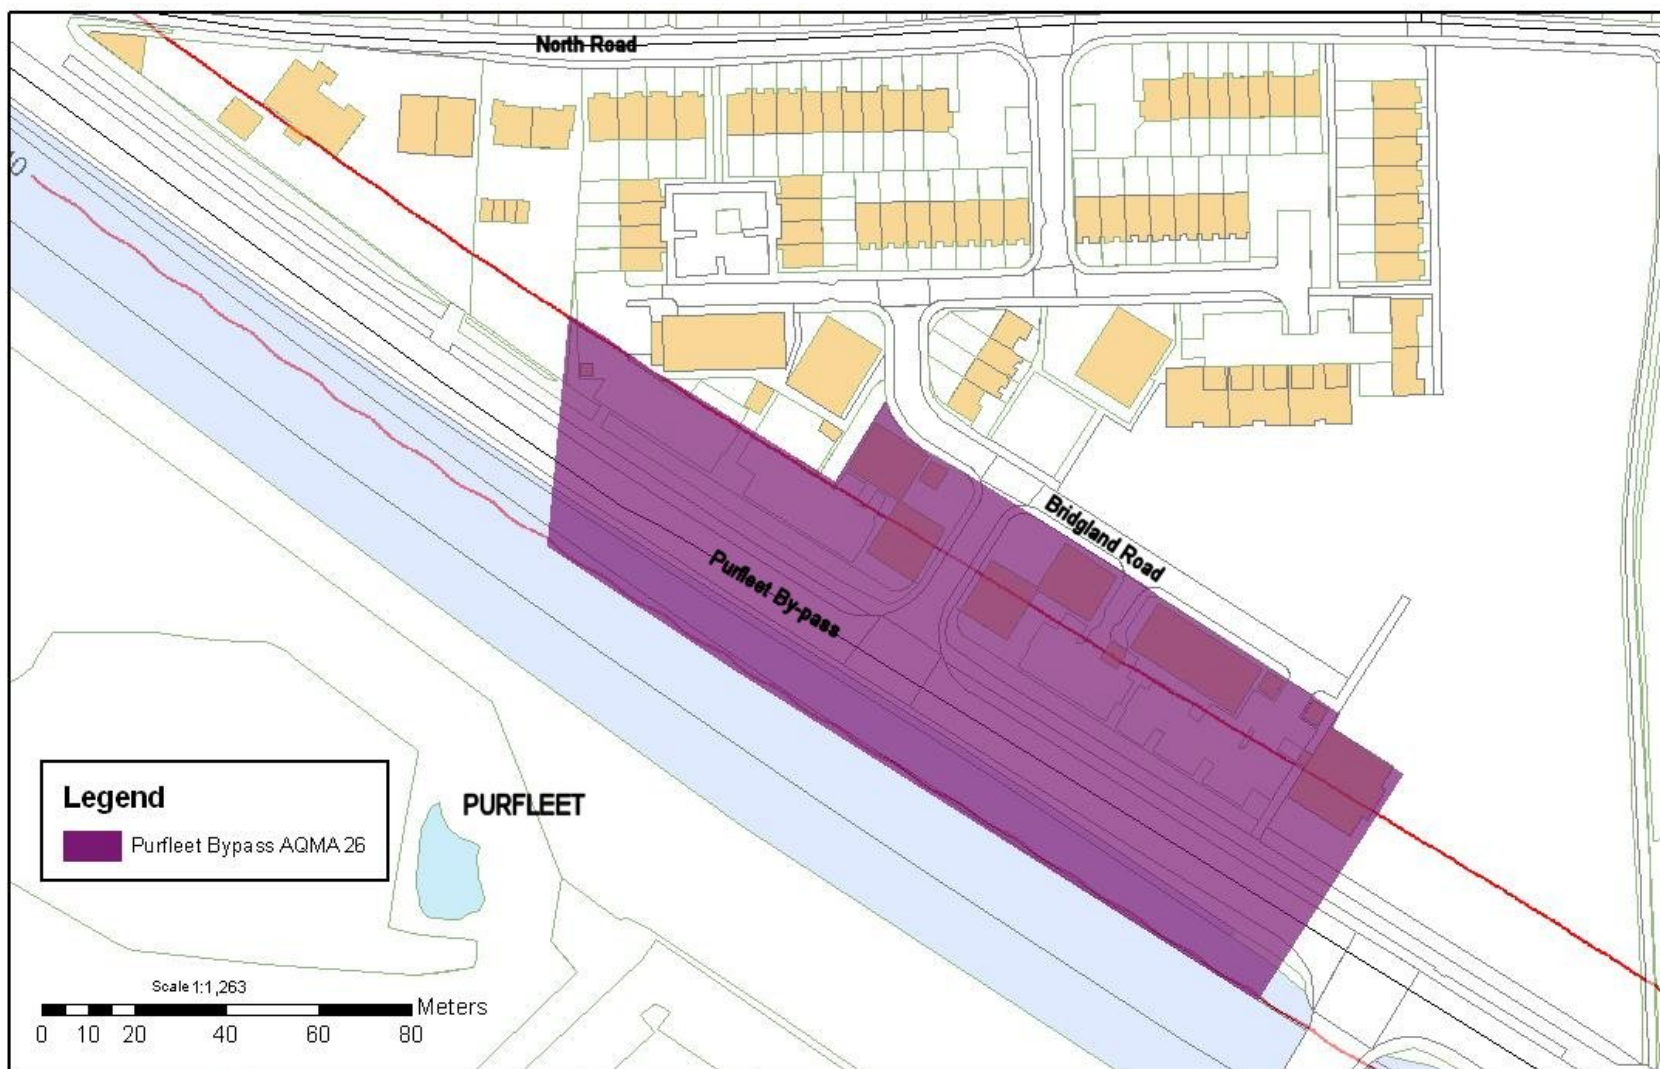 North Road
Bridgland Road
Purfleet By-pass
PURFLEET
Legend
Purfleet Bypass AQMA 26
Scale 1:1,263
Meters
0 10 20 40 60 80